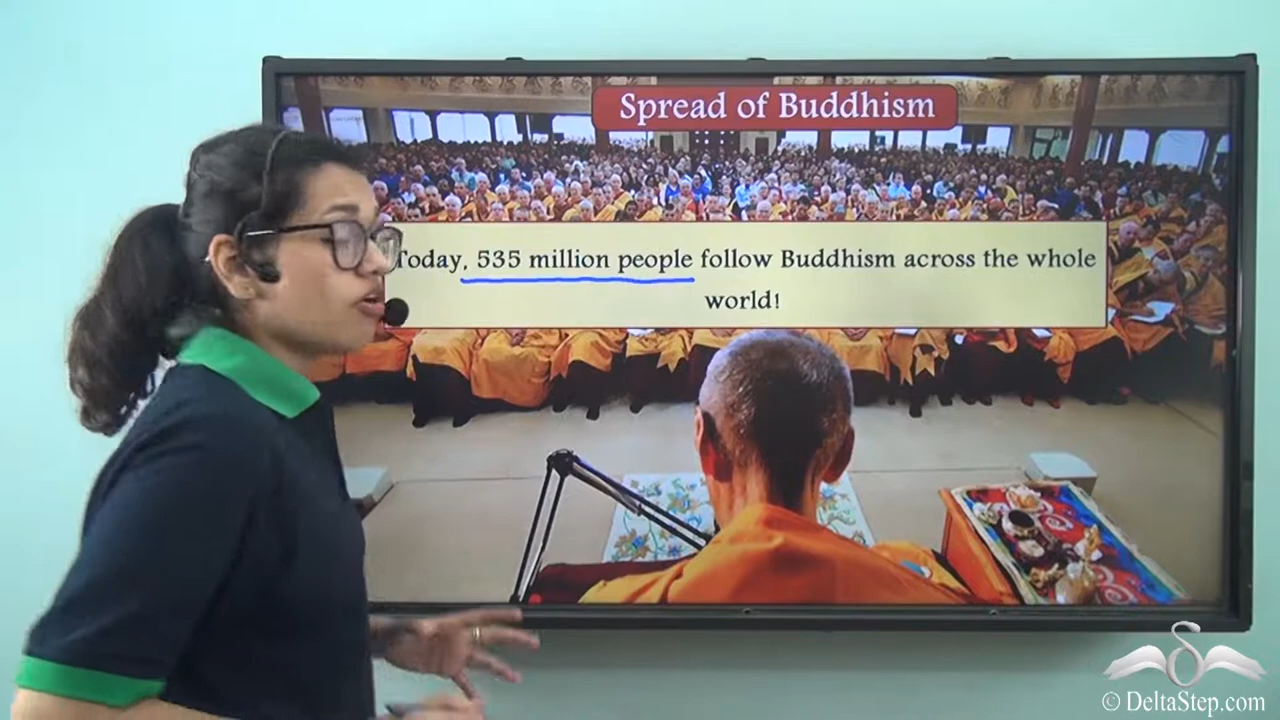 Spread of Buddhism
Today, 535 million people follow Buddhism across the whole
world!
© DeltaStep.com